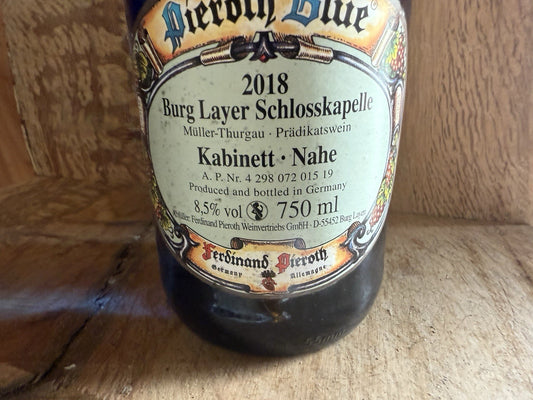 Pieroth Blue
2018
Burg Layer Schlosskapelle
Müller-Thurgau · Prädikatswein
Kabinett · Nahe
A. P. Nr. 4 298 072 015 19
Produced and bottled in Germany
8,5% vol 750 ml
Abfüller: Ferdinand Pieroth Weinvertriebs GmbH · D-55452 Burg Layen
Ferdinand Pieroth
Germany Allemagne